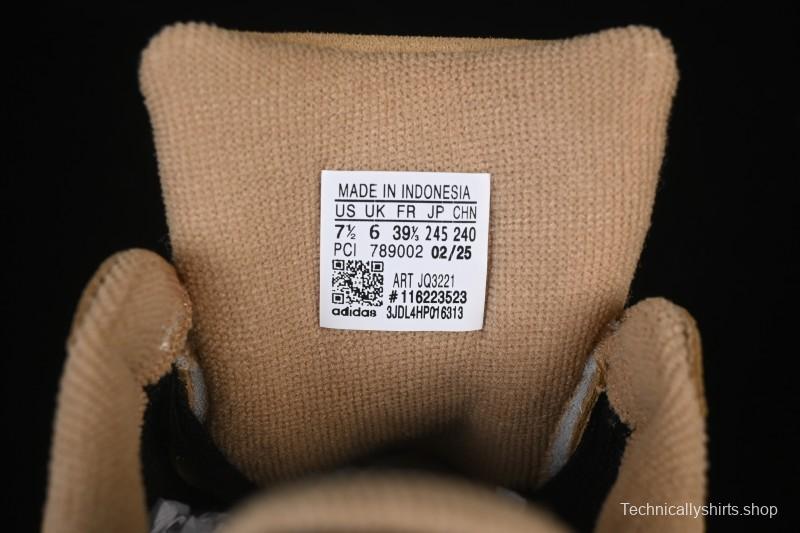 MADE IN INDONESIA
US UK FR JP CHN
7½ 6 39⅓ 245 240
PCI 789002 02/25
ART JQ3221
#116223523
adidas 3JDL4HP016313
Technicallyshirts.shop